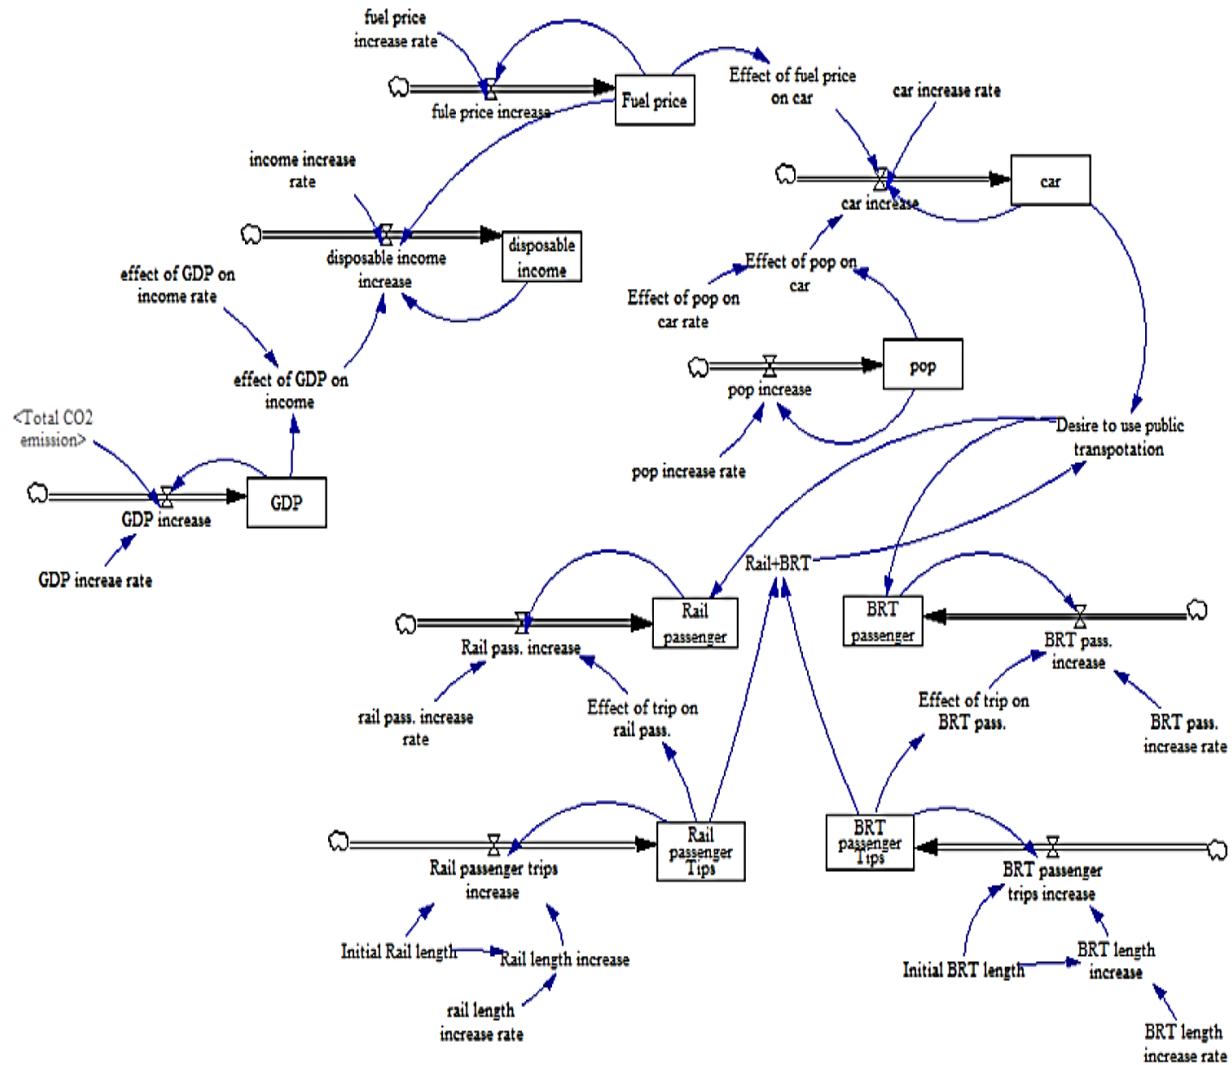 fuel price
increase rate
Effect of fuel price
on car
car increase rate
Fuel price
fule price increase
income increase
rate
car
car increase
disposable
income
disposable income
increase
effect of GDP on
income rate
Effect of pop on
car
Effect of pop on
car rate
pop
pop increase
effect of GDP on
income
<Total CO2
emission>
Desire to use public
transpotation
pop increase rate
GDP
GDP increase
GDP increae rate
Rail+BRT
Rail
passenger
BRT
passenger
Rail pass. increase
BRT pass.
increase
Effect of trip on
rail pass.
Effect of trip on
BRT pass.
rail pass. increase
rate
BRT pass.
increase rate
Rail
passenger
Tips
BRT
passenger
Tips
Rail passenger trips
increase
BRT passenger
trips increase
Initial Rail length
Rail length increase
Initial BRT length
BRT length
increase
rail length
increase rate
BRT length
increase rate